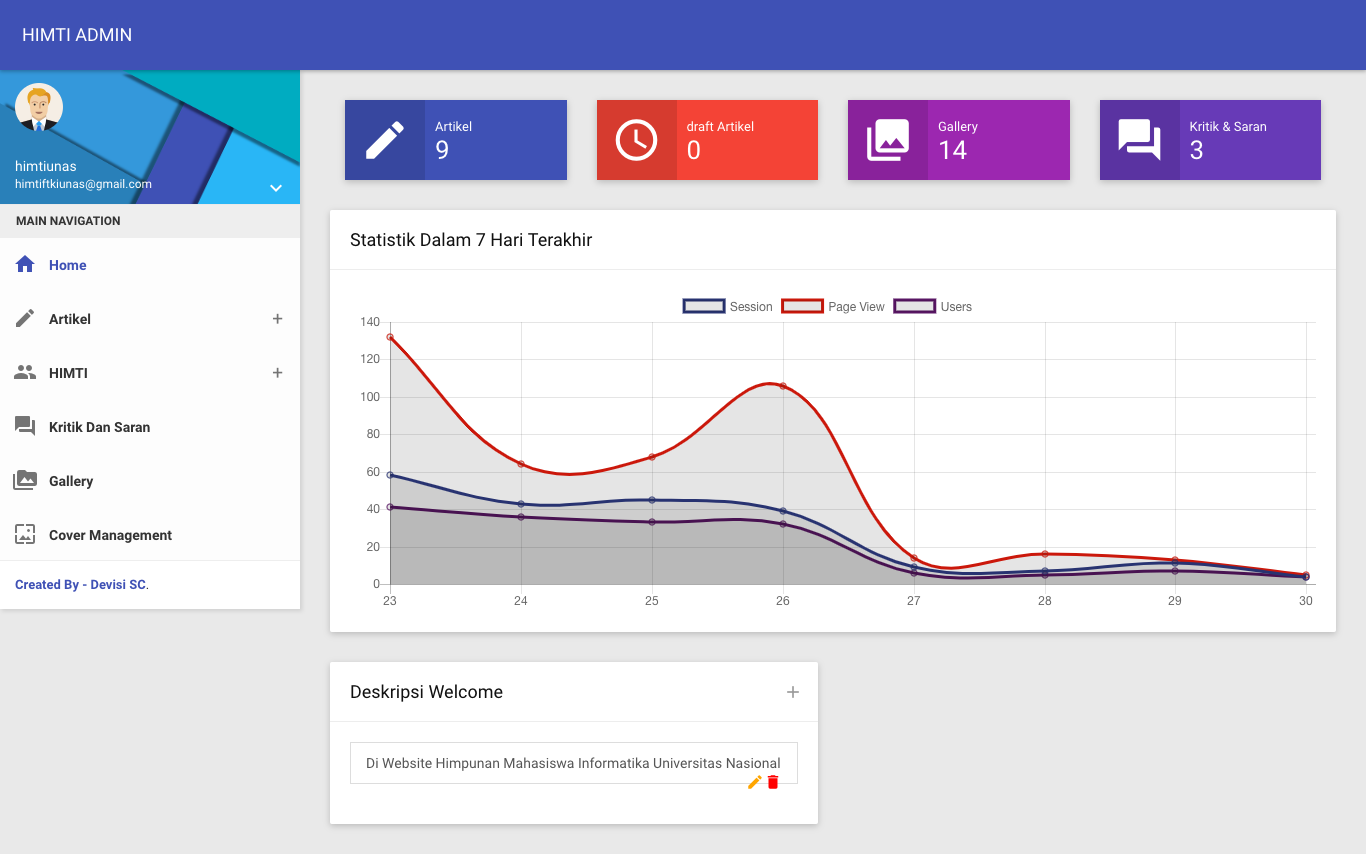 HIMTI ADMIN
himtiunas
himtiftkiunas@gmail.com
MAIN NAVIGATION
Home
Artikel
HIMTI
Kritik Dan Saran
Gallery
Cover Management
Created By - Devisi SC.
Artikel
9
draft Artikel
0
Gallery
14
Kritik & Saran
3
Statistik Dalam 7 Hari Terakhir
Session Page View Users
140
120
100
80
60
40
20
0
23 24 25 26 27 28 29 30
Deskripsi Welcome
Di Website Himpunan Mahasiswa Informatika Universitas Nasional